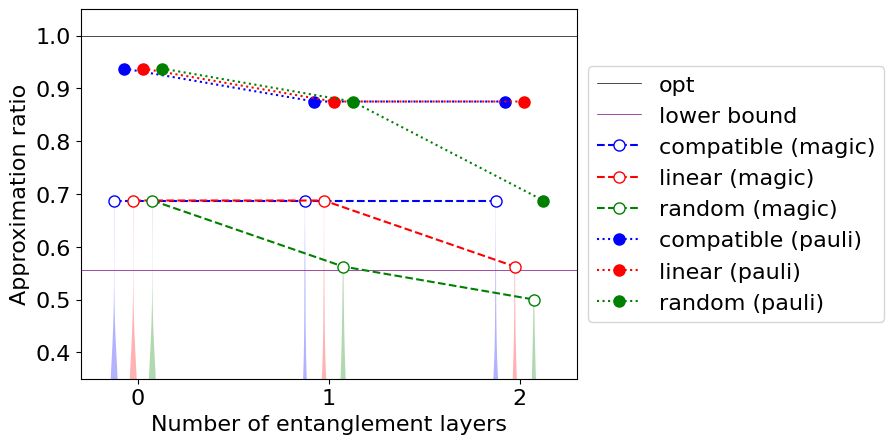 1.0
0.9
0.8
0.7
0.6
0.5
0.4
Approximation ratio
0
1
2
Number of entanglement layers
opt
lower bound
compatible (magic)
linear (magic)
random (magic)
compatible (pauli)
linear (pauli)
random (pauli)